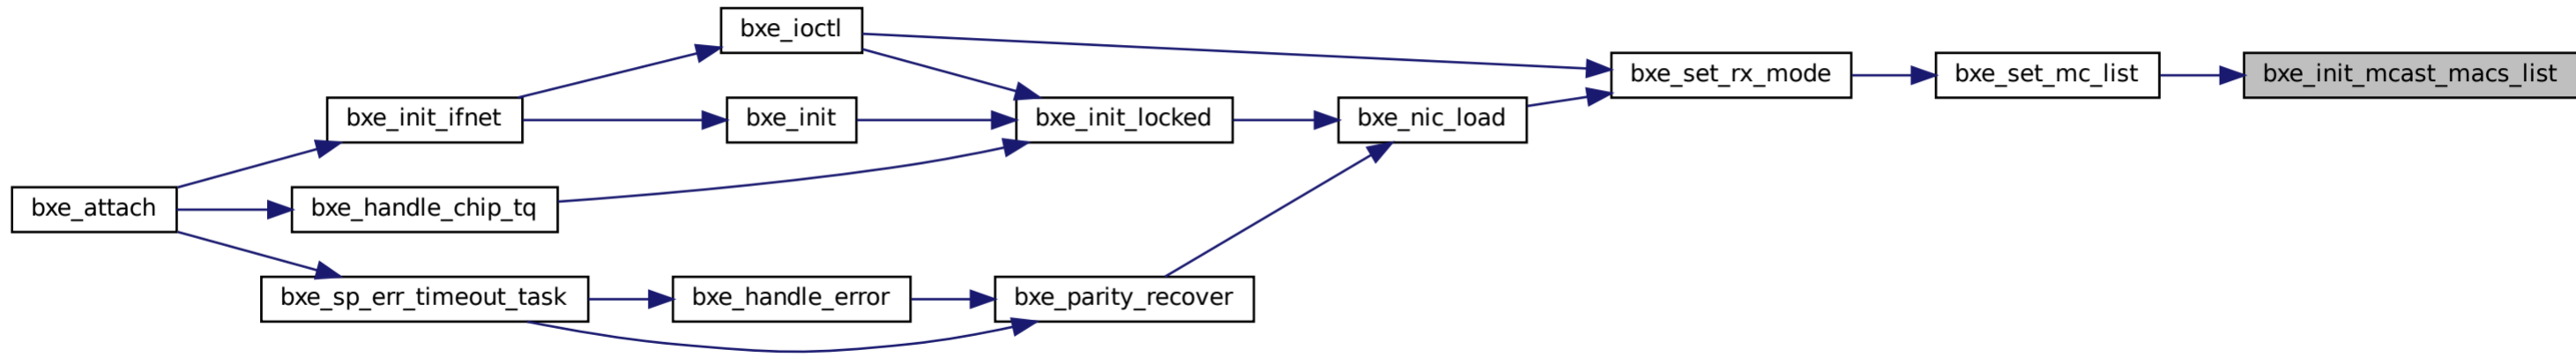 bxe_ioctl
bxe_set_rx_mode
bxe_set_mc_list
bxe_init_mcast_macs_list
bxe_init_ifnet
bxe_init
bxe_init_locked
bxe_nic_load
bxe_attach
bxe_handle_chip_tq
bxe_sp_err_timeout_task
bxe_handle_error
bxe_parity_recover